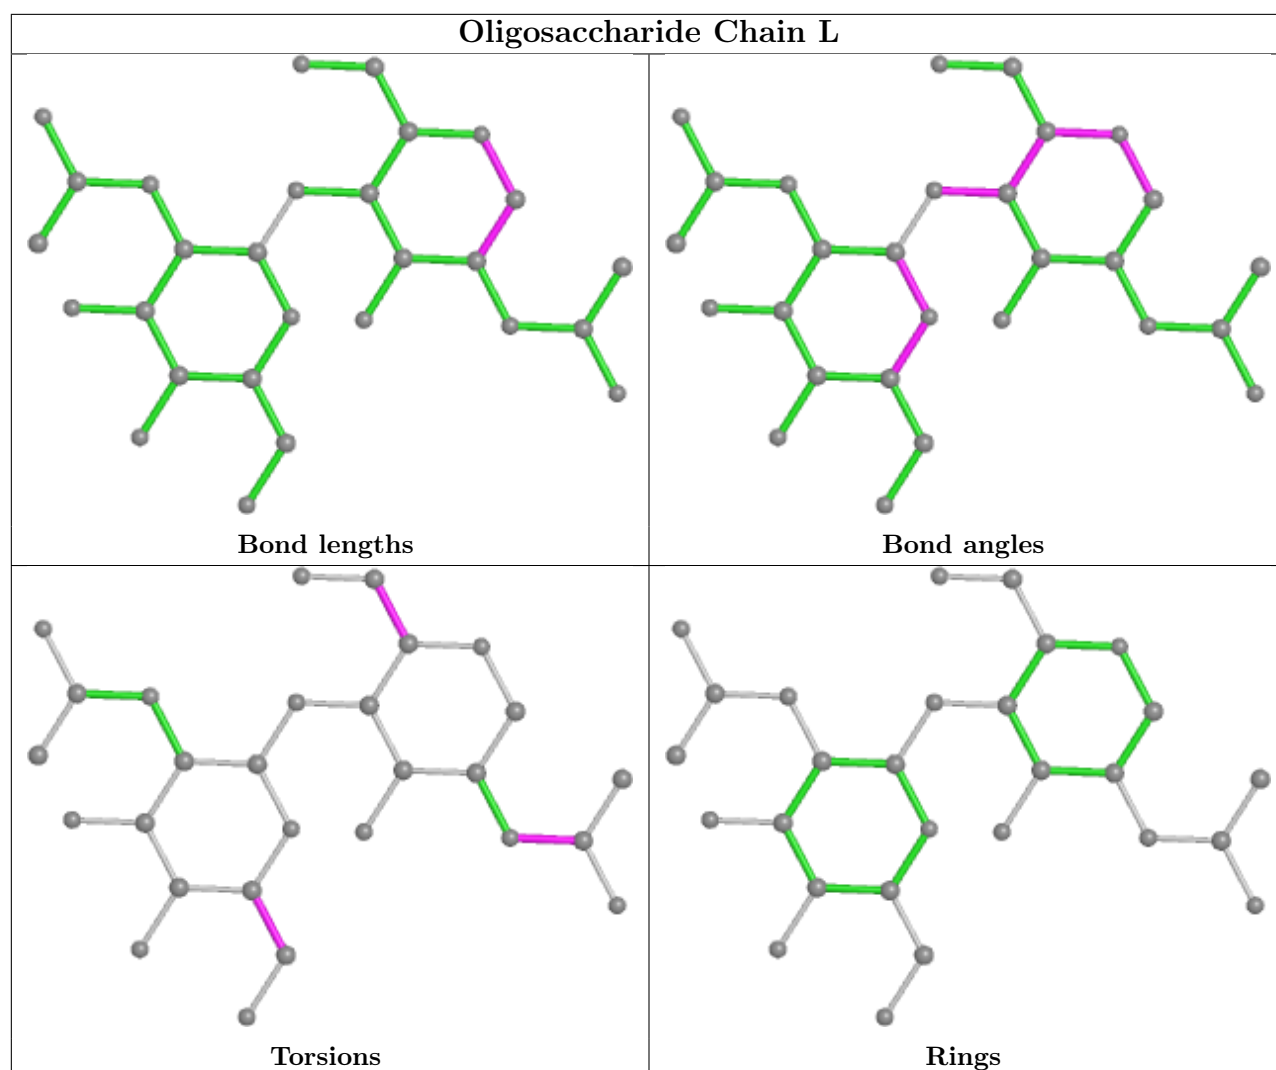 Oligosaccharide Chain L
Bond lengths
Bond angles
Torsions
Rings